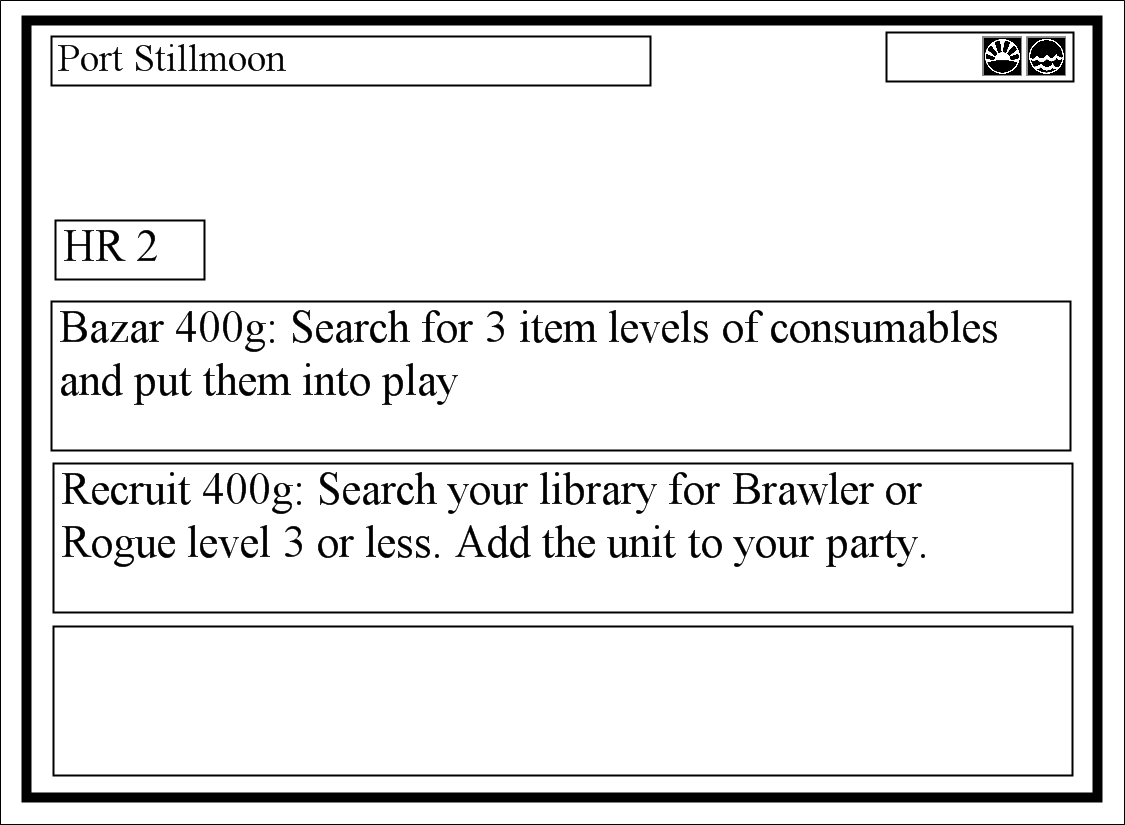 Port Stillmoon
HR 2
Bazar 400g: Search for 3 item levels of consumables
and put them into play
Recruit 400g: Search your library for Brawler or
Rogue level 3 or less. Add the unit to your party.